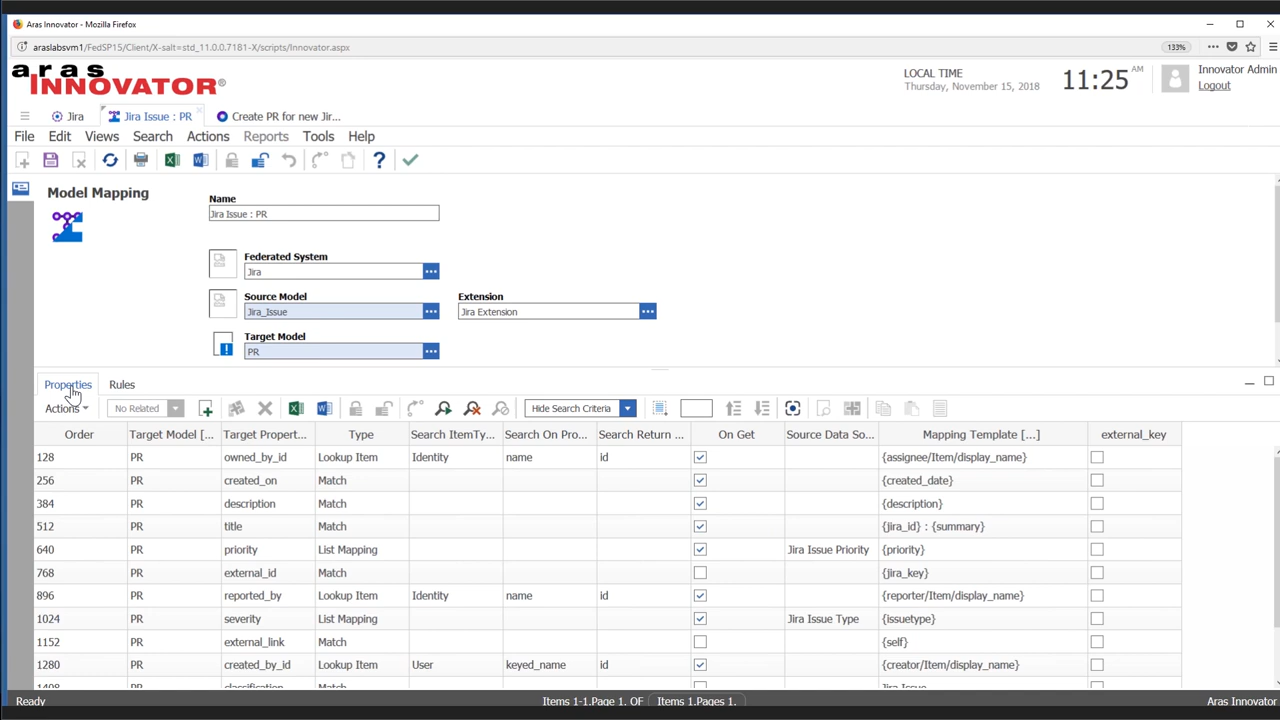 Aras Innovator - Mozilla Firefox
araslabsvm1/FedSP15/Client/X-salt=std_11.0.0.7181-X/scripts/Innovator.aspx
133%
aras
INNOVATOR®
LOCAL TIME
Thursday, November 15, 2018
11:25 AM
Innovator Admin
Logout
Jira
Jira Issue : PR
Create PR for new Jir...
File Edit Views Search Actions Reports Tools Help
Model Mapping
Name
Jira Issue : PR
Federated System
Jira
Source Model Extension
Jira_Issue Jira Extension
Target Model
PR
Properties Rules
Actions No Related Hide Search Criteria
Order Target Model [... Target Propert... Type Search ItemTy... Search On Pro... Search Return ... On Get Source Data So... Mapping Template [...] external_key
128 PR owned_by_id Lookup Item Identity name id {assignee/Item/display_name}
256 PR created_on Match {created_date}
384 PR description Match {description}
512 PR title Match {jira_id} : {summary}
640 PR priority List Mapping Jira Issue Priority {priority}
768 PR external_id Match {jira_key}
896 PR reported_by Lookup Item Identity name id {reporter/Item/display_name}
1024 PR severity List Mapping Jira Issue Type {issuetype}
1152 PR external_link Match {self}
1280 PR created_by_id Lookup Item User keyed_name id {creator/Item/display_name}
1408 PR classification Match Jira Issue
Ready Items 1-1.Page 1. OF Items 1.Pages 1. Aras Innovator